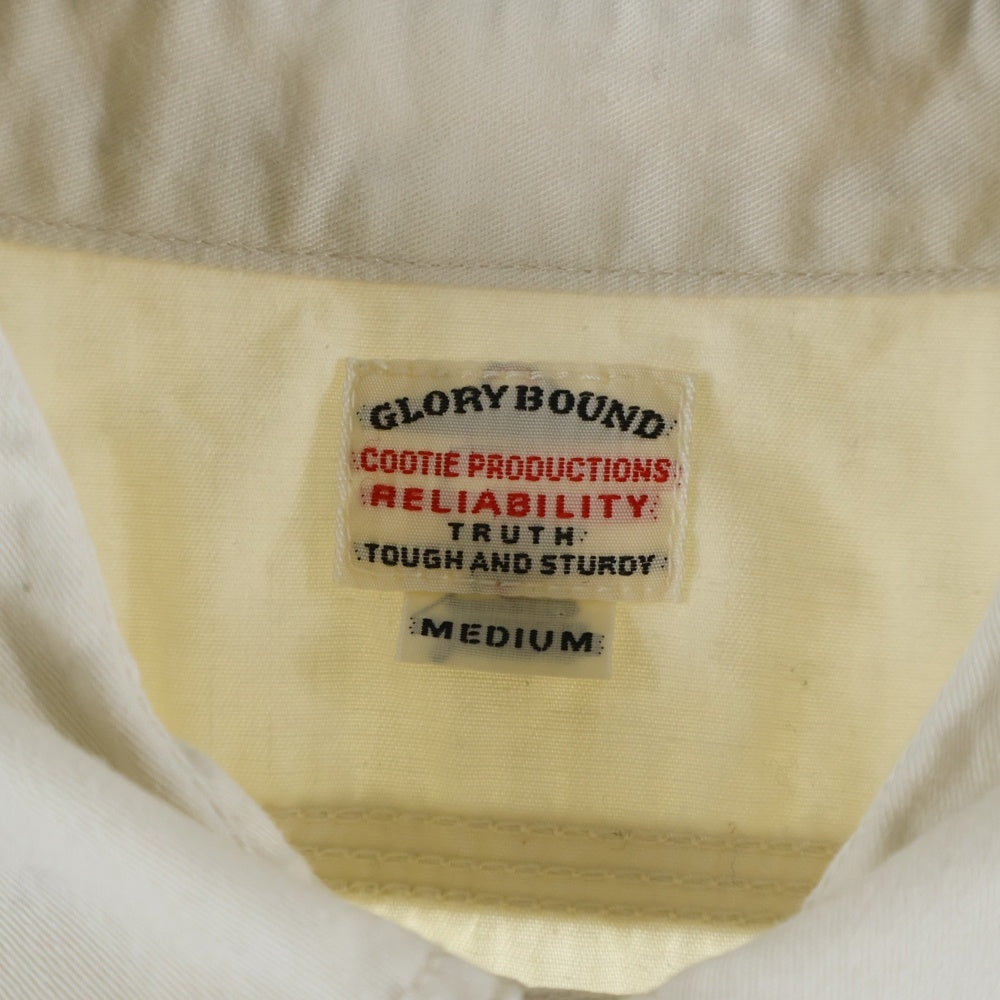 GLORY BOUND
COOTIE PRODUCTIONS
RELIABILITY
TRUTH
TOUGH AND STURDY
MEDIUM